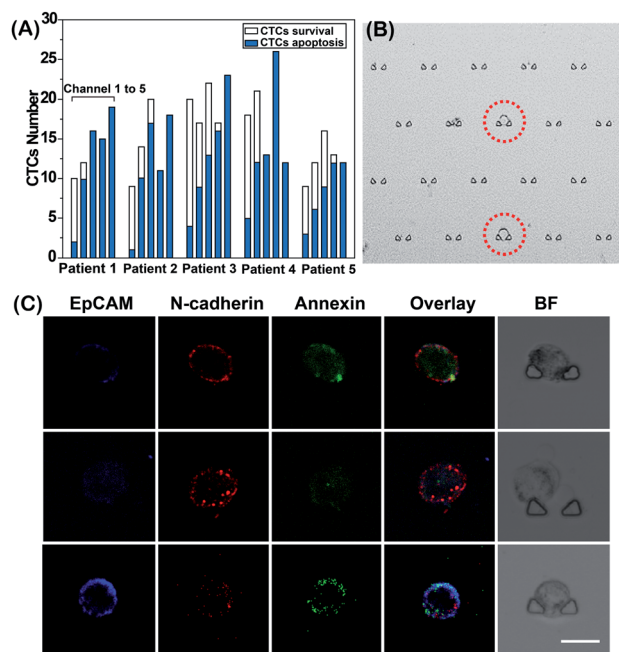 (A)
30
25
20
15
10
5
0
CTCs Number
CTCs survival
CTCs apoptosis
Channel 1 to 5
Patient 1 Patient 2 Patient 3 Patient 4 Patient 5
(B)
(C)
EpCAM N-cadherin Annexin Overlay BF